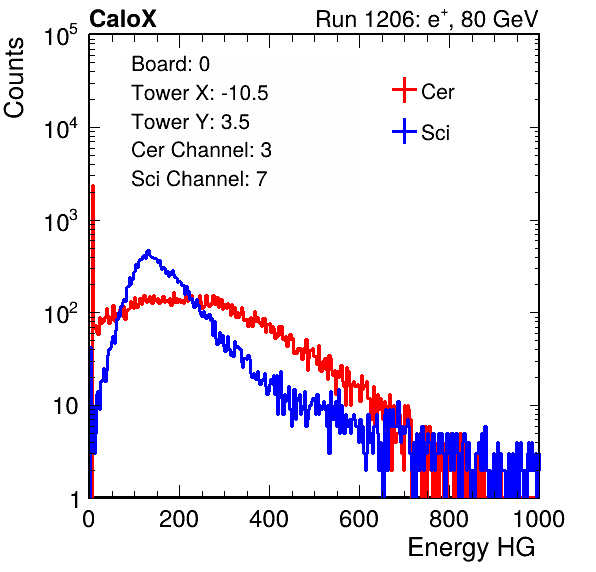 CaloX Run 1206: e⁺, 80 GeV
Counts
Board: 0
Tower X: -10.5
Tower Y: 3.5
Cer Channel: 3
Sci Channel: 7
Cer
Sci
10⁵
10⁴
10³
10²
10
1
0 200 400 600 800 1000
Energy HG